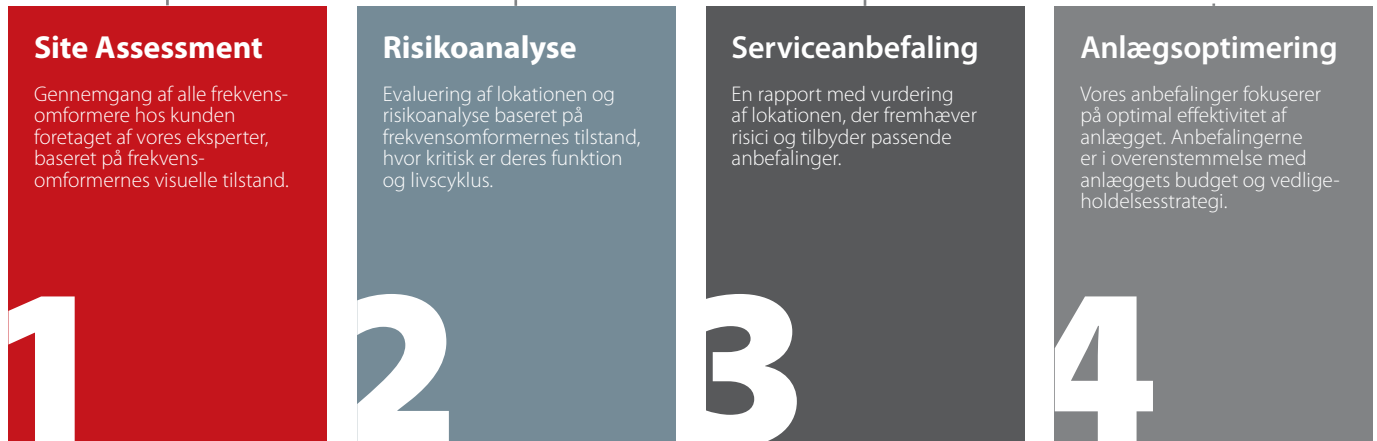 Site Assessment
Gennemgang af alle frekvens-
omformere hos kunden
foretaget af vores eksperter,
baseret på frekvens-
omformernes visuelle tilstand.
1
Risikoanalyse
Evaluering af lokationen og
risikoanalyse baseret på
frekvensomformernes tilstand,
hvor kritisk er deres funktion
og livscyklus.
2
Serviceanbefaling
En rapport med vurdering
af lokationen, der fremhæver
risici og tilbyder passende
anbefalinger.
3
Anlægsoptimering
Vores anbefalinger fokuserer
på optimal effektivitet af
anlægget. Anbefalingerne
er i overenstemmelse med
anlæggets budget og vedlige-
holdelsesstrategi.
4